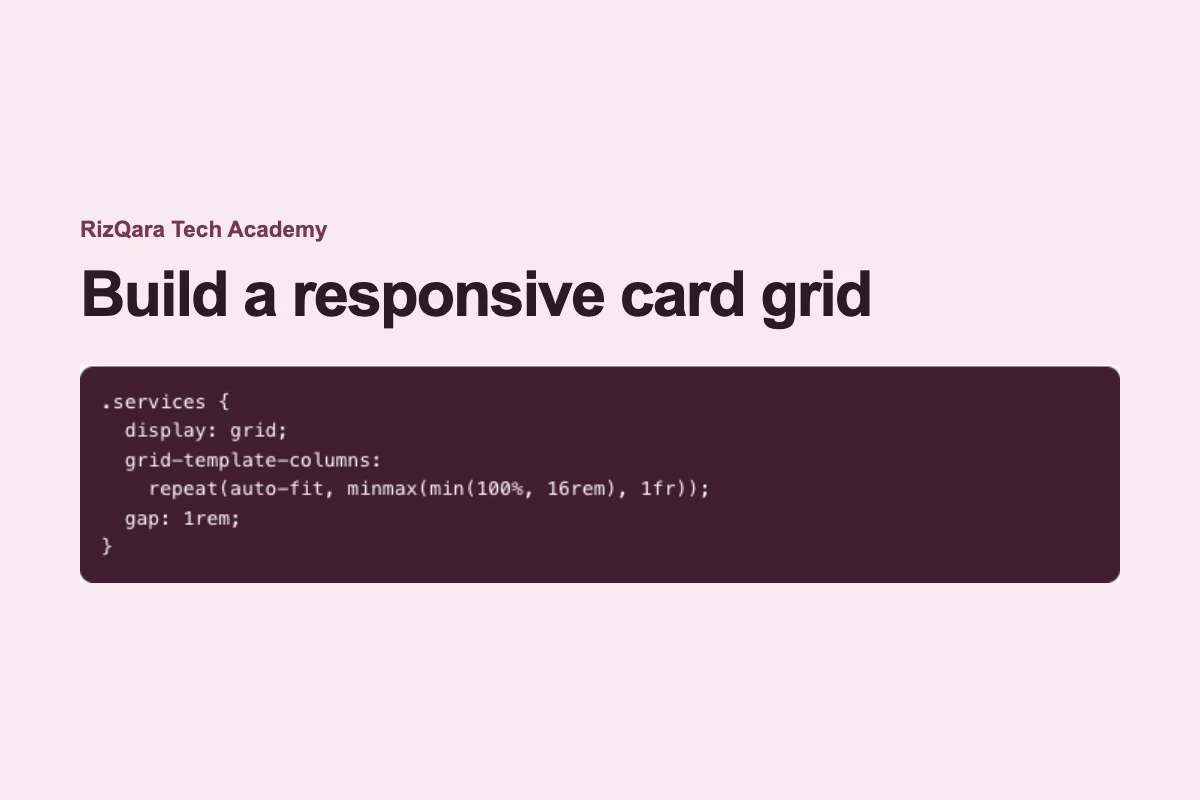 RizQara Tech Academy
Build a responsive card grid
.services {
  display: grid;
  grid-template-columns:
    repeat(auto-fit, minmax(min(100%, 16rem), 1fr));
  gap: 1rem;
}